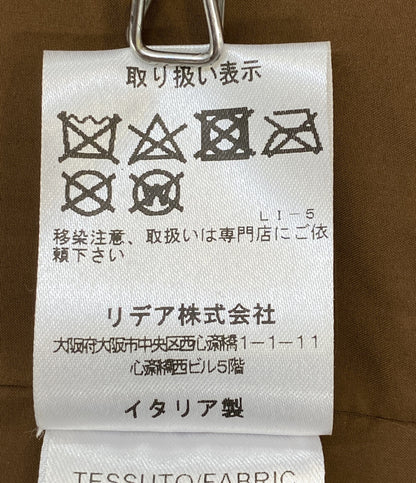 取り扱い表示
LI-5
移染注意、取扱いは専門店にご依
頼下さい
リデア株式会社
大阪府大阪市中央区西心斎橋1-1-11
心斎橋西ビル5階
イタリア製
TESSUTO/FABRIC